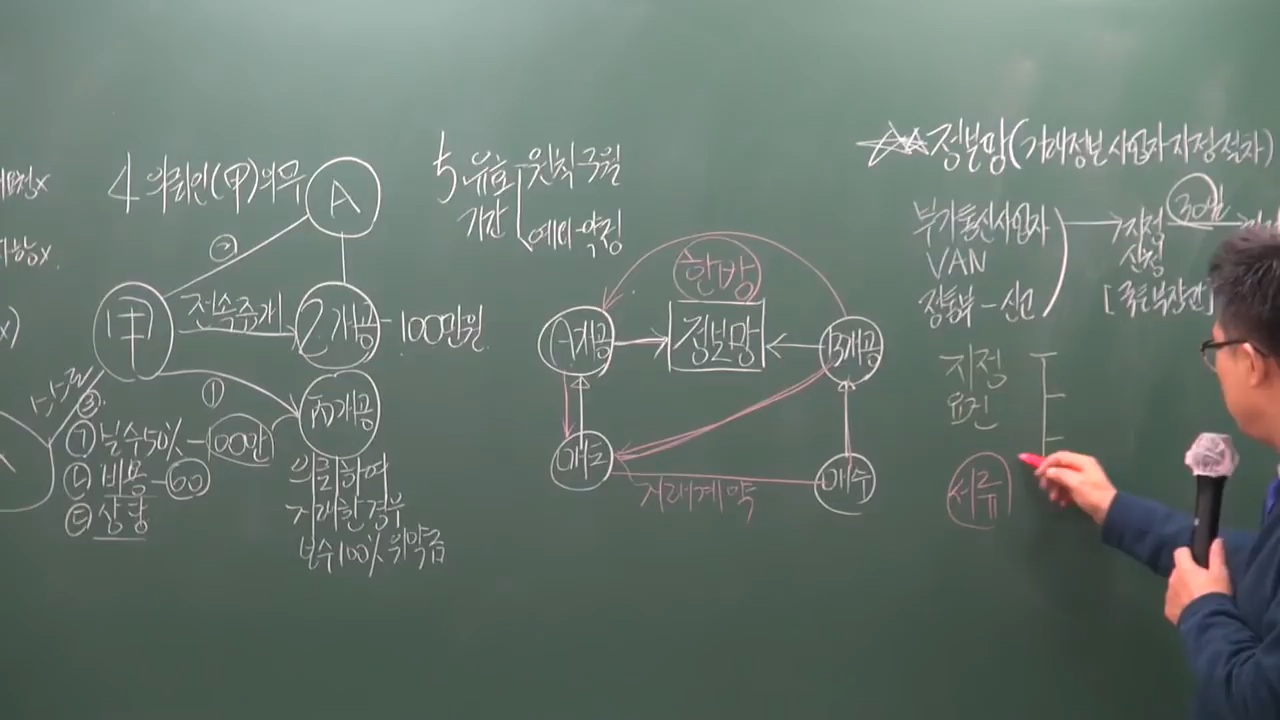 4. 의뢰인(甲)의무
A
②
甲
전속중개
乙개공
100만원
①
丙개공
③
㉠ 보수50% - 100만
㉡ 비용 - 60
㉢ 상당
의뢰하여
거래한 경우
보수100% 위약금
5. 유효기간
원칙 3월
예외-약정
한방
A개공
정보망
B개공
매도
매수
거래계약
정보망(거래정보사업자 지정절차)
부가통신사업자
VAN
정통부-신고
지정
신청
[국토부장관]
30일
지정
요건
서류